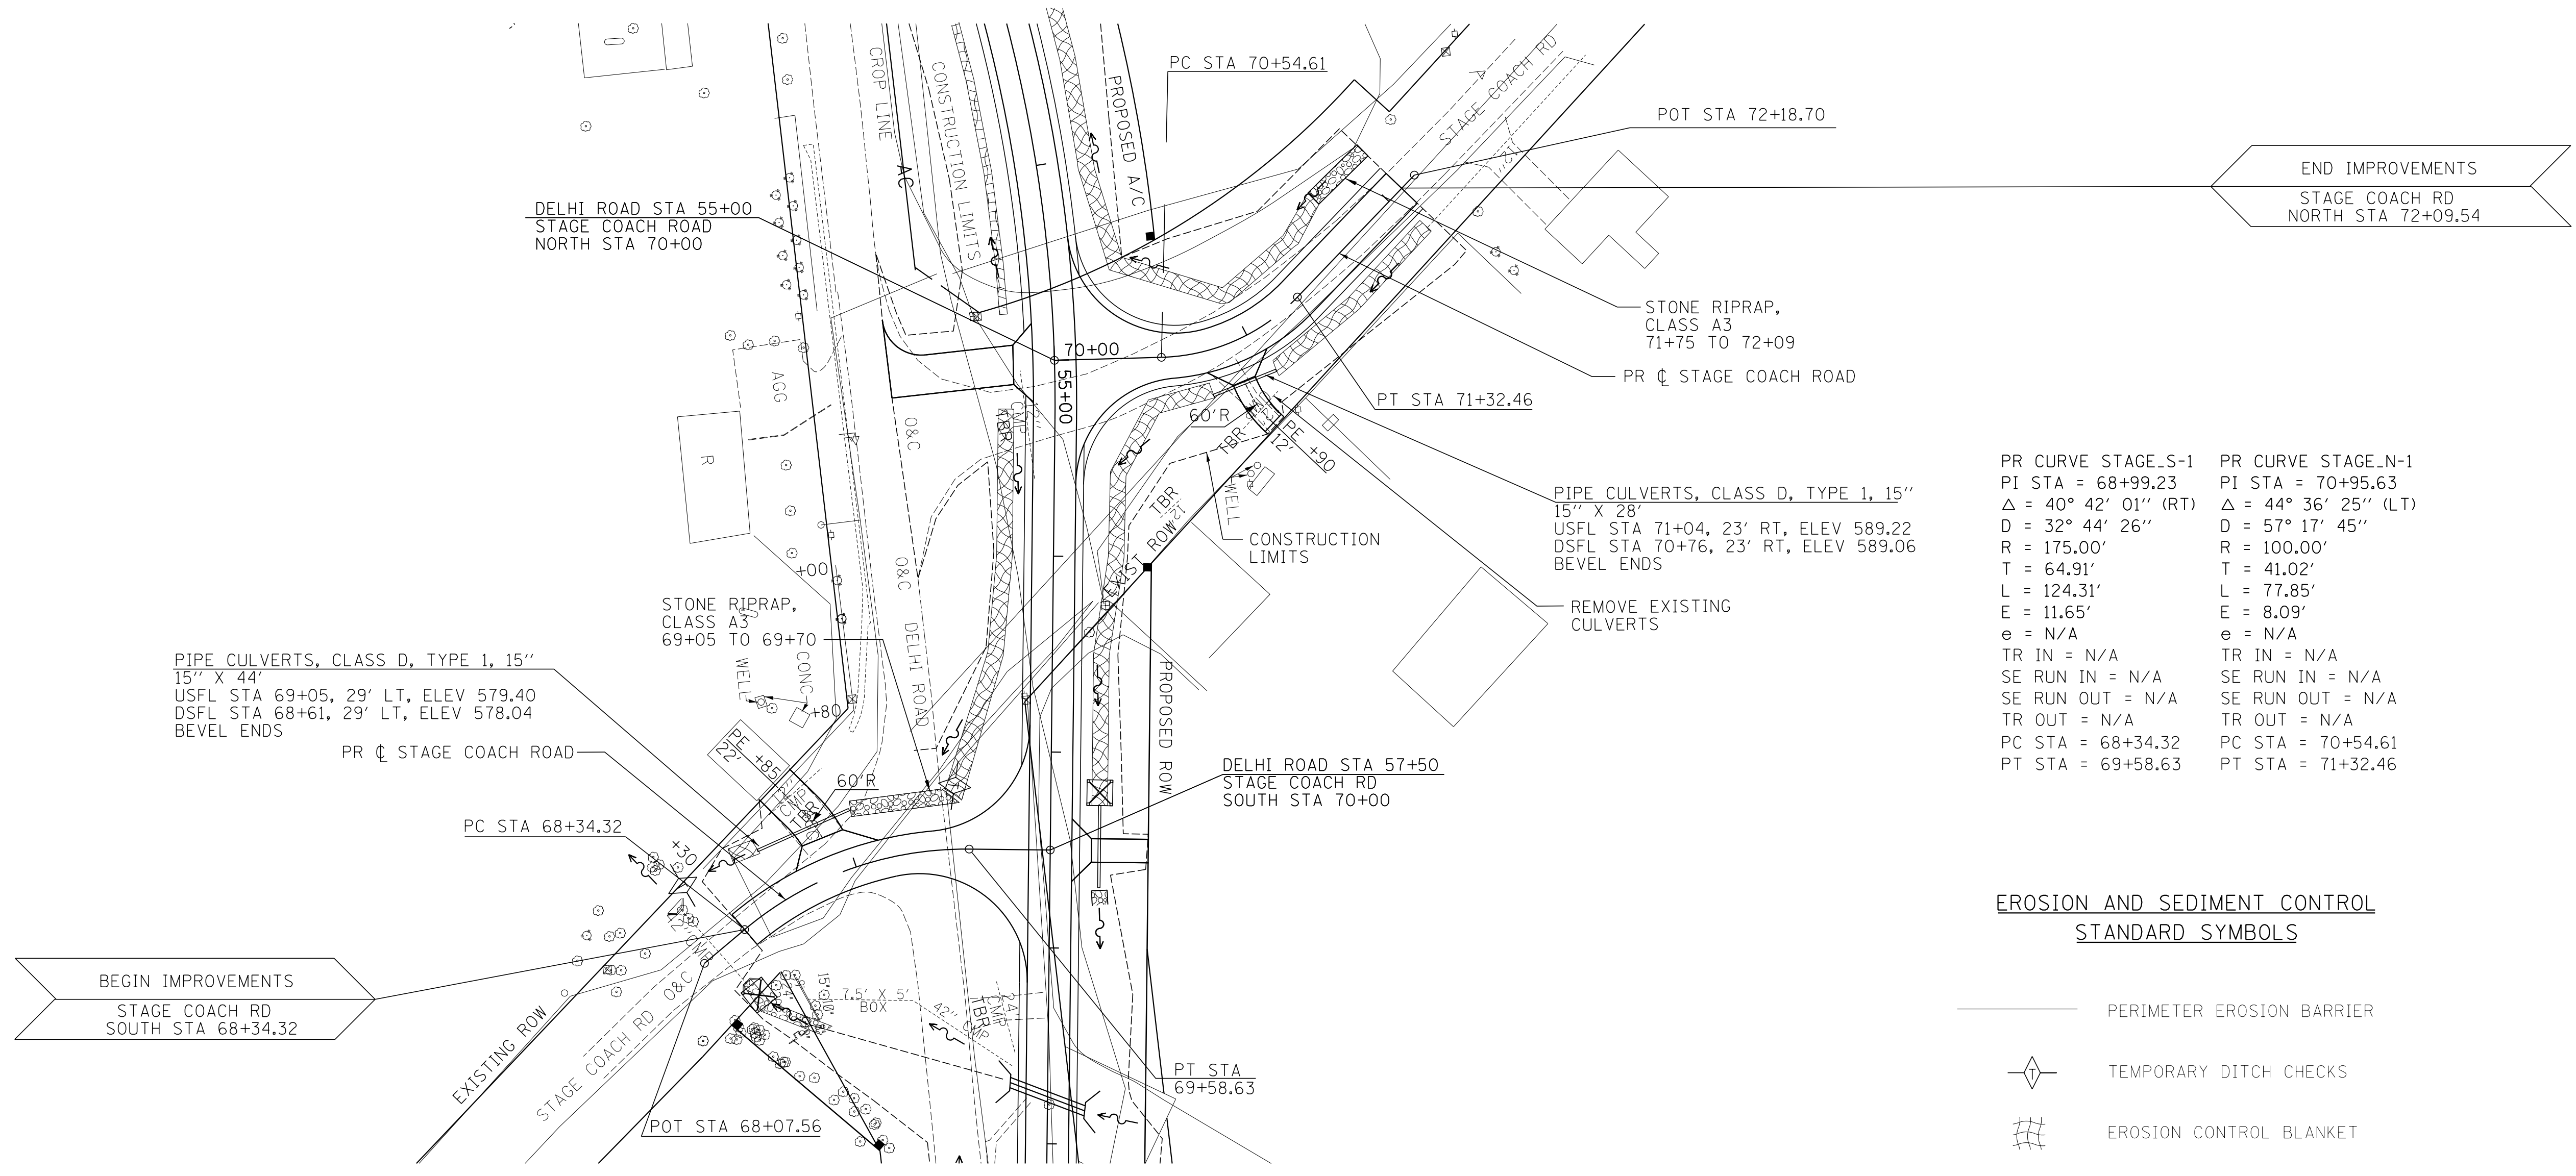 PC STA 70+54.61
STAGE COACH RD
POT STA 72+18.70
END IMPROVEMENTS
STAGE COACH RD
NORTH STA 72+09.54
CROP LINE
CONSTRUCTION LIMITS
PROPOSED A/C
AC
12'
DELHI ROAD STA 55+00
STAGE COACH ROAD
NORTH STA 70+00
STONE RIPRAP,
CLASS A3
71+75 TO 72+09
PR ℄ STAGE COACH ROAD
PT STA 71+32.46
70+00
55+00
AGG
R
O&C
TBR
CMP
60'R
TBR
PE +90
12'
WELL
TBR
12"
EXIST ROW
CONSTRUCTION
LIMITS
PIPE CULVERTS, CLASS D, TYPE 1, 15''
15'' X 28'
USFL STA 71+04, 23' RT, ELEV 589.22
DSFL STA 70+76, 23' RT, ELEV 589.06
BEVEL ENDS
REMOVE EXISTING
CULVERTS
PR CURVE STAGE_S-1
PI STA = 68+99.23
Δ = 40° 42' 01'' (RT)
D = 32° 44' 26''
R = 175.00'
T = 64.91'
L = 124.31'
E = 11.65'
e = N/A
TR IN = N/A
SE RUN IN = N/A
SE RUN OUT = N/A
TR OUT = N/A
PC STA = 68+34.32
PT STA = 69+58.63
PR CURVE STAGE_N-1
PI STA = 70+95.63
Δ = 44° 36' 25'' (LT)
D = 57° 17' 45''
R = 100.00'
T = 41.02'
L = 77.85'
E = 8.09'
e = N/A
TR IN = N/A
SE RUN IN = N/A
SE RUN OUT = N/A
TR OUT = N/A
PC STA = 70+54.61
PT STA = 71+32.46
+00
O&C
DELHI ROAD
STONE RIPRAP,
CLASS A3
69+05 TO 69+70
WELL
CONC
+80
PIPE CULVERTS, CLASS D, TYPE 1, 15''
15'' X 44'
USFL STA 69+05, 29' LT, ELEV 579.40
DSFL STA 68+61, 29' LT, ELEV 578.04
BEVEL ENDS
PR ℄ STAGE COACH ROAD
PE +85
22'
60'R
CMP
TBR
PROPOSED ROW
DELHI ROAD STA 57+50
STAGE COACH RD
SOUTH STA 70+00
PC STA 68+34.32
+30
BEGIN IMPROVEMENTS
STAGE COACH RD
SOUTH STA 68+34.32
EXISTING ROW
STAGE COACH RD
O&C
7.5' X 5'
BOX
42'' CMP
24"
CMP
TBR
PT STA
69+58.63
POT STA 68+07.56
EROSION AND SEDIMENT CONTROL
STANDARD SYMBOLS
PERIMETER EROSION BARRIER
T
TEMPORARY DITCH CHECKS
EROSION CONTROL BLANKET